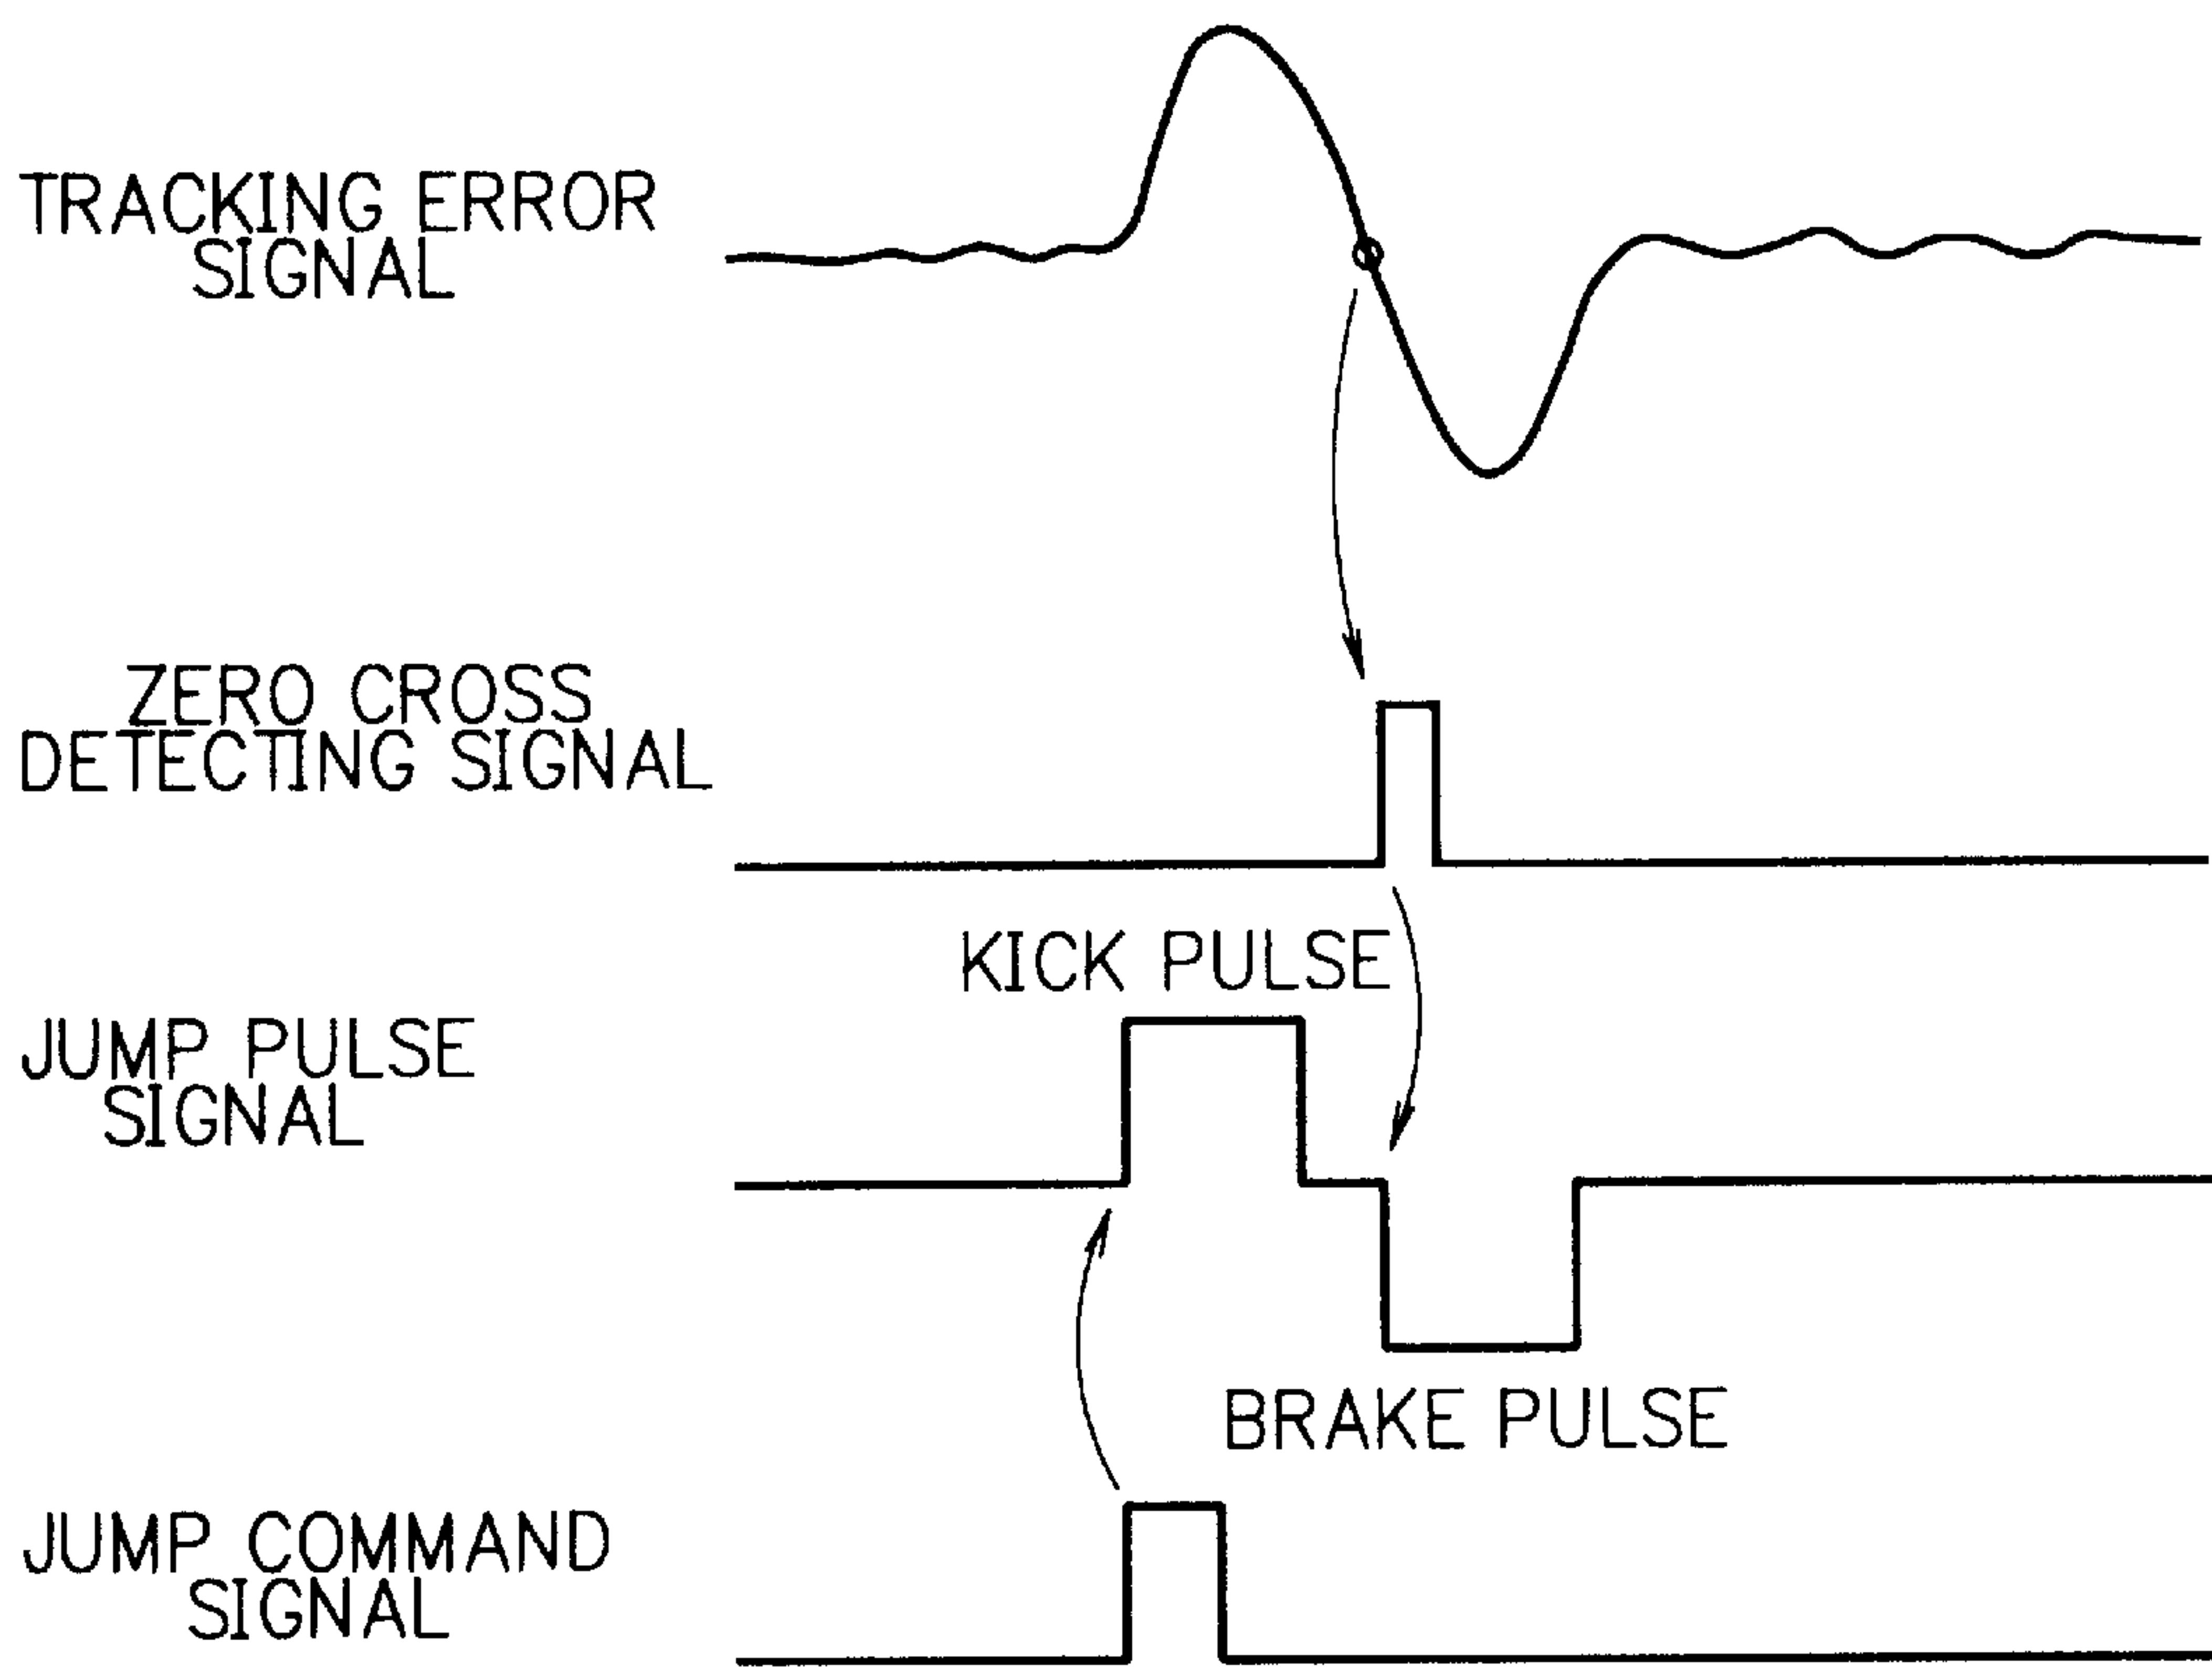 TRACKING ERROR
SIGNAL
ZERO CROSS
DETECTING SIGNAL
KICK PULSE
JUMP PULSE
SIGNAL
BRAKE PULSE
JUMP COMMAND
SIGNAL